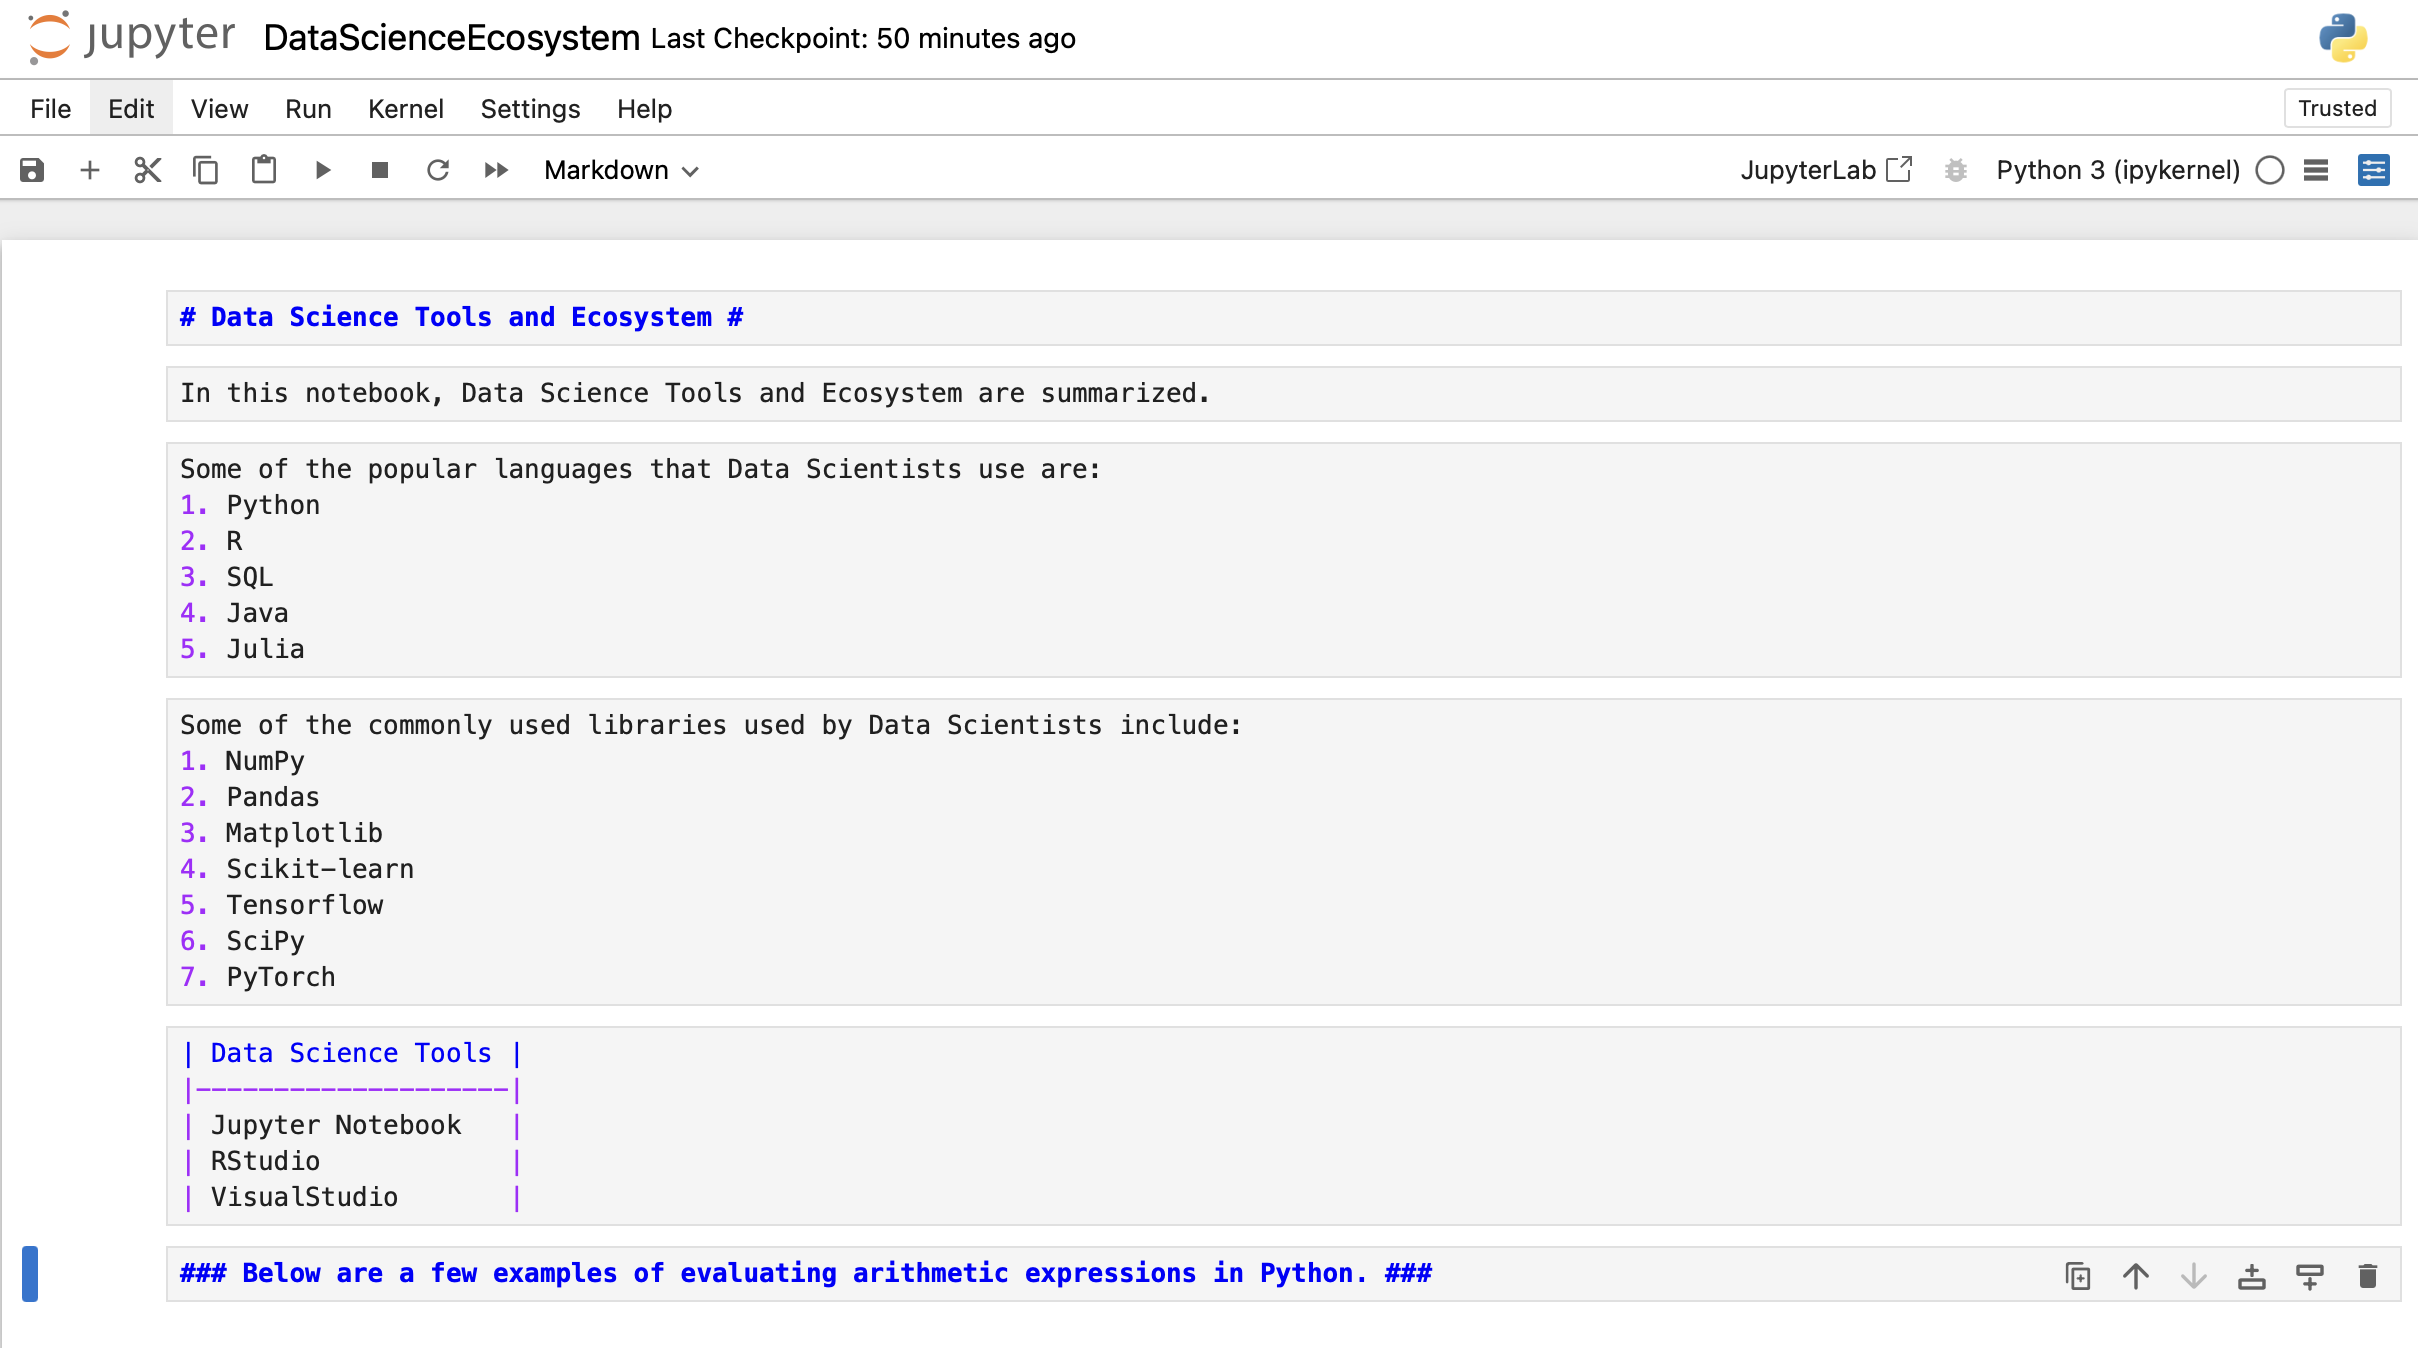 jupyter DataScienceEcosystem Last Checkpoint: 50 minutes ago
File Edit View Run Kernel Settings Help Trusted
Markdown JupyterLab Python 3 (ipykernel)
# Data Science Tools and Ecosystem #
In this notebook, Data Science Tools and Ecosystem are summarized.
Some of the popular languages that Data Scientists use are:
1. Python
2. R
3. SQL
4. Java
5. Julia
Some of the commonly used libraries used by Data Scientists include:
1. NumPy
2. Pandas
3. Matplotlib
4. Scikit-learn
5. Tensorflow
6. SciPy
7. PyTorch
| Data Science Tools |
|--------------------|
| Jupyter Notebook   |
| RStudio            |
| VisualStudio       |
### Below are a few examples of evaluating arithmetic expressions in Python. ###